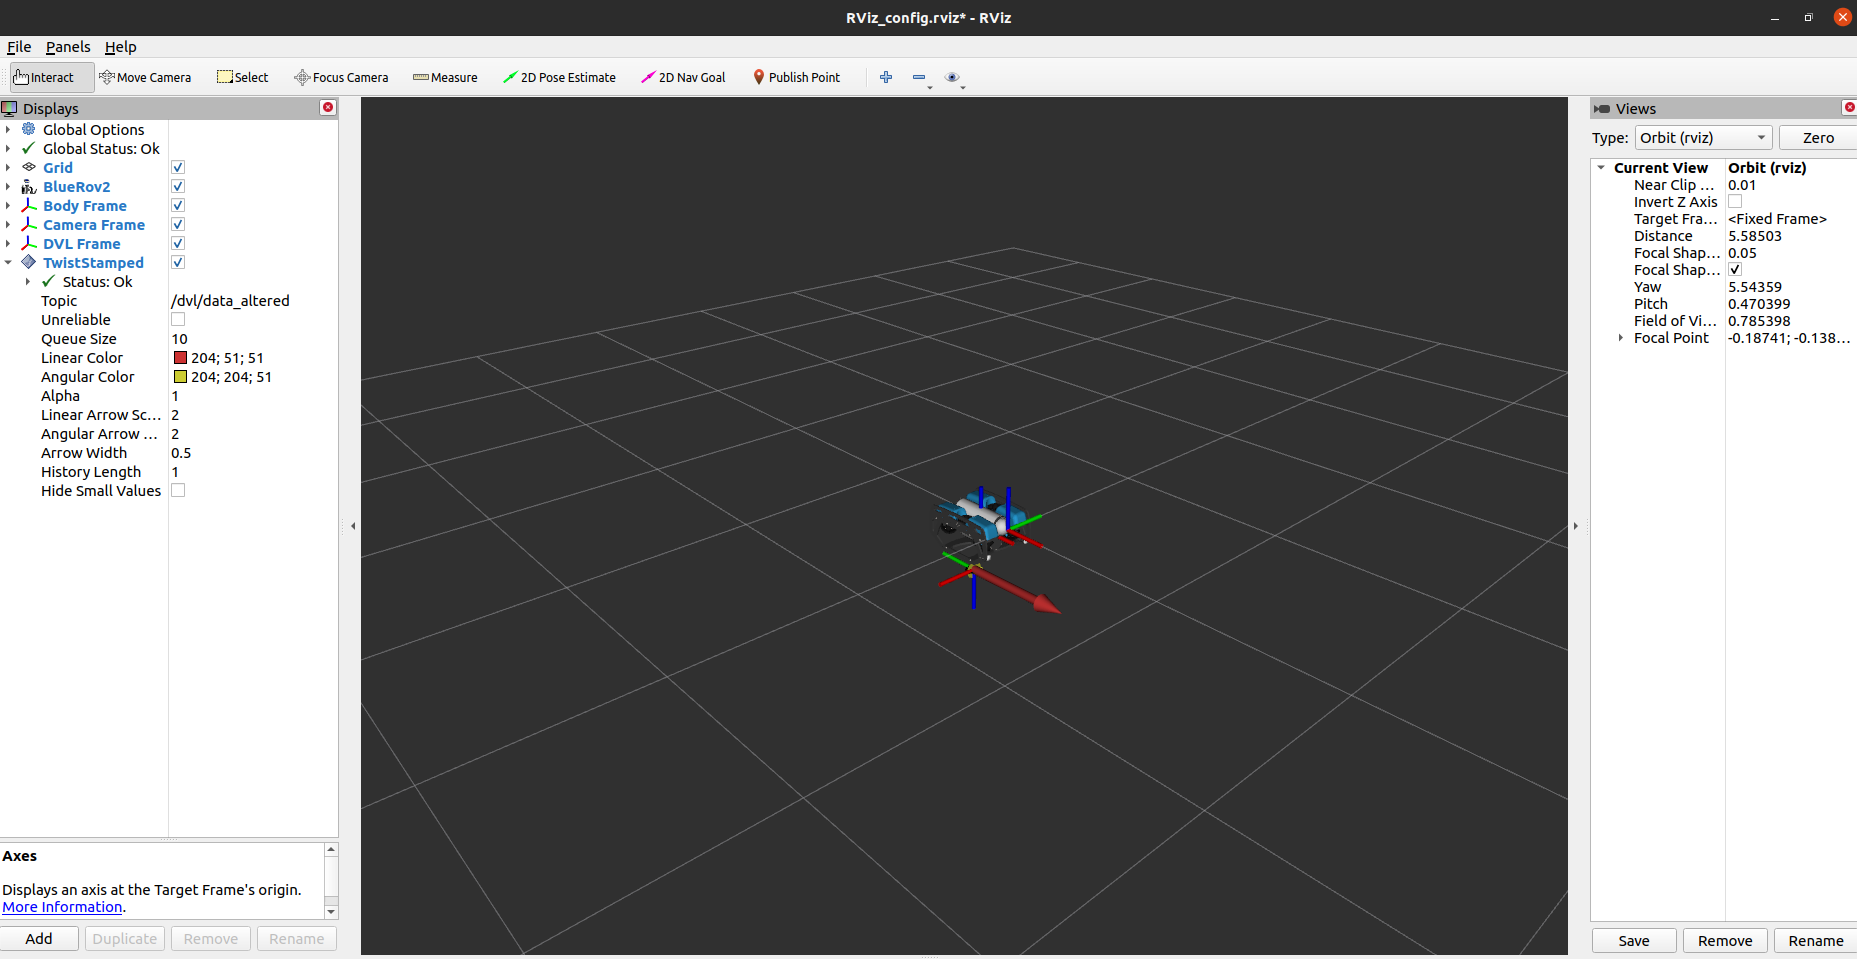 RViz_config.rviz* - RViz
File Panels Help
Interact Move Camera Select Focus Camera Measure 2D Pose Estimate 2D Nav Goal Publish Point
Displays
Global Options
Global Status: Ok
Grid
BlueRov2
Body Frame
Camera Frame
DVL Frame
TwistStamped
Status: Ok
Topic /dvl/data_altered
Unreliable
Queue Size 10
Linear Color 204; 51; 51
Angular Color 204; 204; 51
Alpha 1
Linear Arrow Sc... 2
Angular Arrow ... 2
Arrow Width 0.5
History Length 1
Hide Small Values
Axes
Displays an axis at the Target Frame's origin.
More Information.
Add Duplicate Remove Rename
Views
Type: Orbit (rviz) Zero
Current View Orbit (rviz)
Near Clip ... 0.01
Invert Z Axis
Target Fra... <Fixed Frame>
Distance 5.58503
Focal Shap... 0.05
Focal Shap...
Yaw 5.54359
Pitch 0.470399
Field of Vi... 0.785398
Focal Point -0.18741; -0.138...
Save Remove Rename